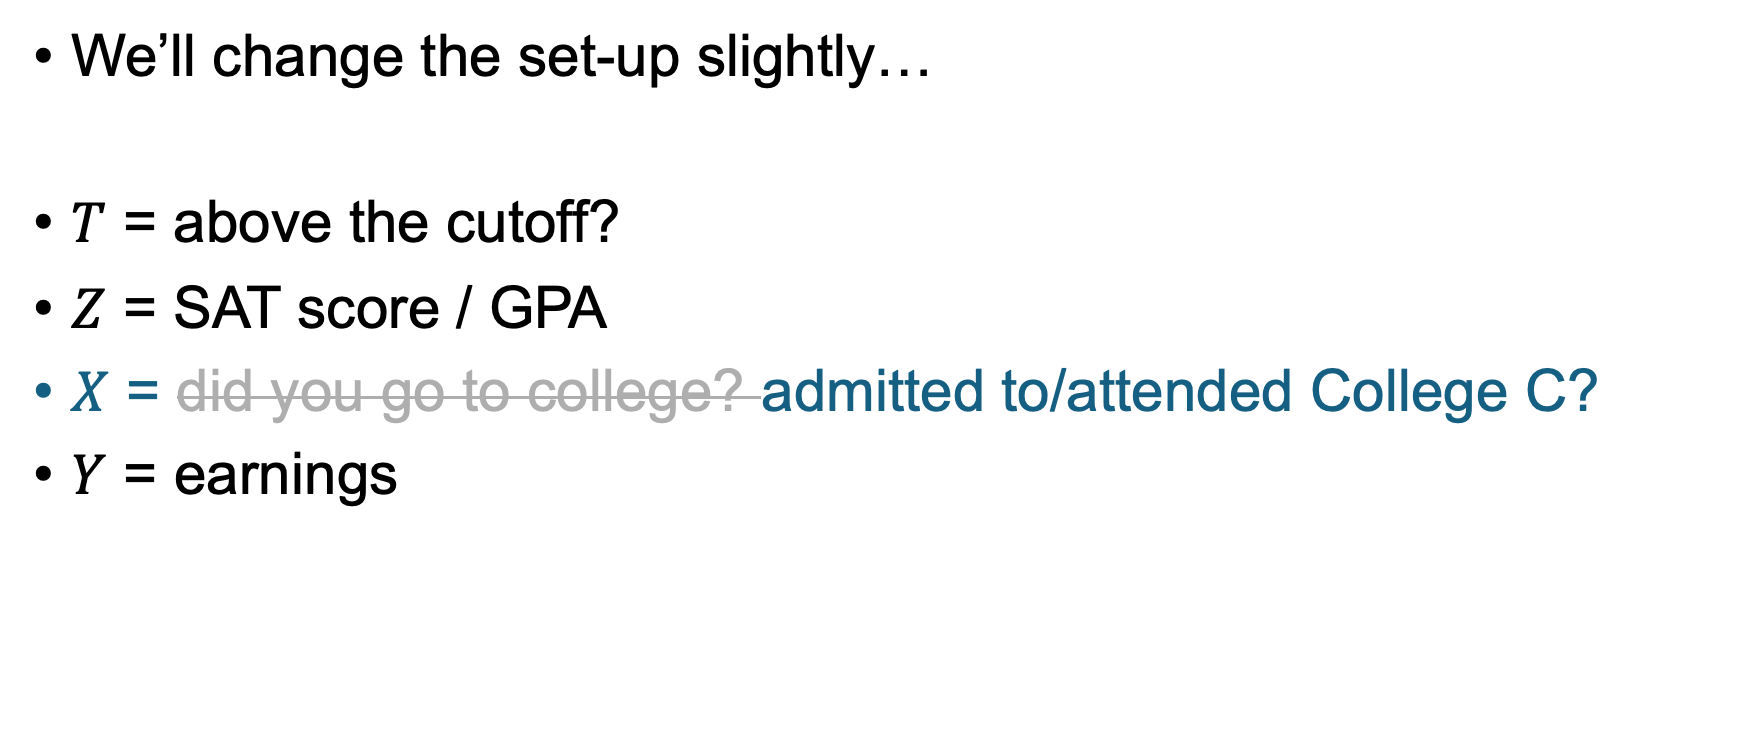 • We’ll change the set-up slightly…
• T = above the cutoff?
• Z = SAT score / GPA
• X = did you go to college? admitted to/attended College C?
• Y = earnings